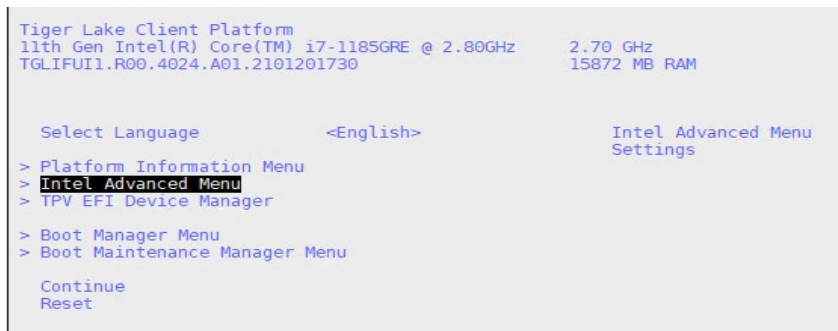 Tiger Lake Client Platform
11th Gen Intel(R) Core(TM) i7-1185GRE @ 2.80GHz 2.70 GHz
TGLIFUI1.R00.4024.A01.2101201730 15872 MB RAM
Select Language <English> Intel Advanced Menu
Settings
> Platform Information Menu
> Intel Advanced Menu
> TPV EFI Device Manager
> Boot Manager Menu
> Boot Maintenance Manager Menu
Continue
Reset